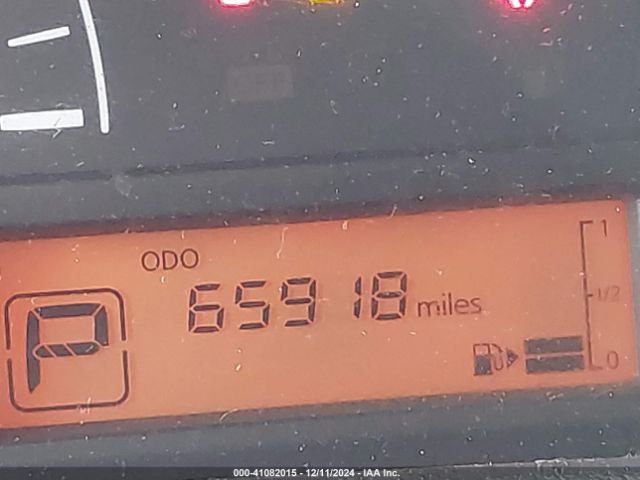 ODO
65918 miles
P
1
1/2
0
000-41082015 - 12/11/2024 - IAA Inc.